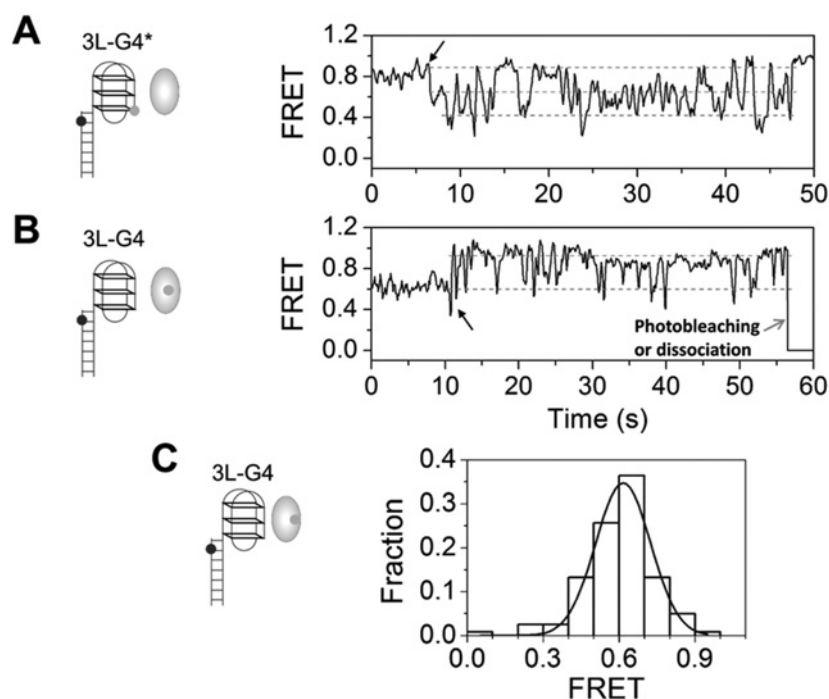 A
3L-G4*
FRET
1.2
0.8
0.4
0.0
0 10 20 30 40 50
B
3L-G4
FRET
1.2
0.8
0.4
0.0
Photobleaching
or dissociation
0 10 20 30 40 50 60
Time (s)
C
3L-G4
Fraction
0.4
0.3
0.2
0.1
0.0
0.0 0.3 0.6 0.9
FRET